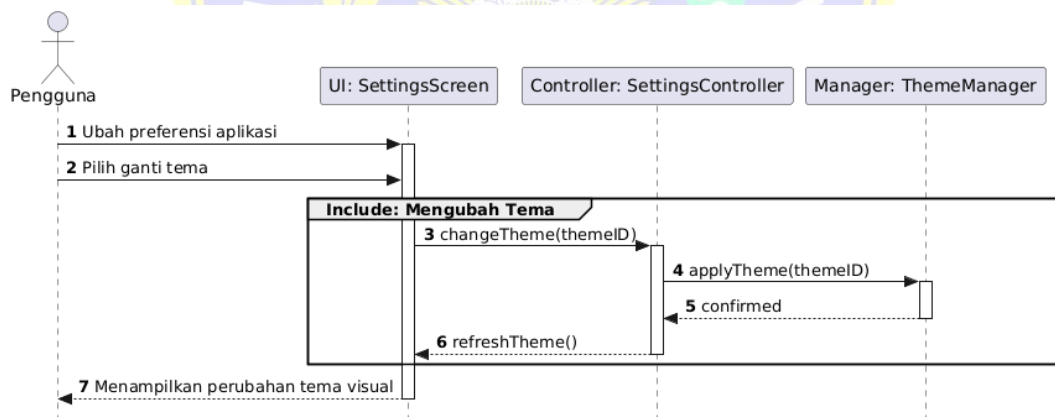 Pengguna
UI: SettingsScreen
Controller: SettingsController
Manager: ThemeManager
1 Ubah preferensi aplikasi
2 Pilih ganti tema
Include: Mengubah Tema
3 changeTheme(themeID)
4 applyTheme(themeID)
5 confirmed
6 refreshTheme()
7 Menampilkan perubahan tema visual